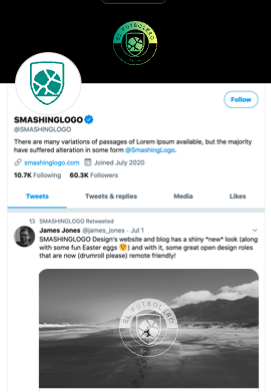 EL FUTBOLERO
Follow
SMASHINGLOGO
@SMASHINGLOGO
There are many variations of passages of Lorem Ipsum available, but the majority
have suffered alteration in some form @SmashingLogo.
smashinglogo.com Joined July 2020
10.7K Following 60.3K Followers
Tweets Tweets & replies Media Likes
SMASHINGLOGO Retweeted
James Jones @james_jones · Jul 1
SMASHINGLOGO Design's website and blog has a shiny *new* look (along
with some fun Easter eggs 😍) and with it, some great open design roles
that are now (drumroll please) remote friendly!
EL FUTBOLERO